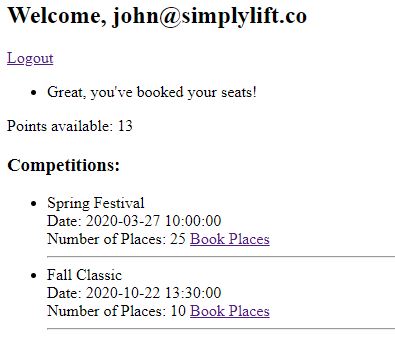 Welcome, john@simplylift.co
Logout
Great, you've booked your seats!
Points available: 13
Competitions:
Spring Festival
Date: 2020-03-27 10:00:00
Number of Places: 25 Book Places
Fall Classic
Date: 2020-10-22 13:30:00
Number of Places: 10 Book Places